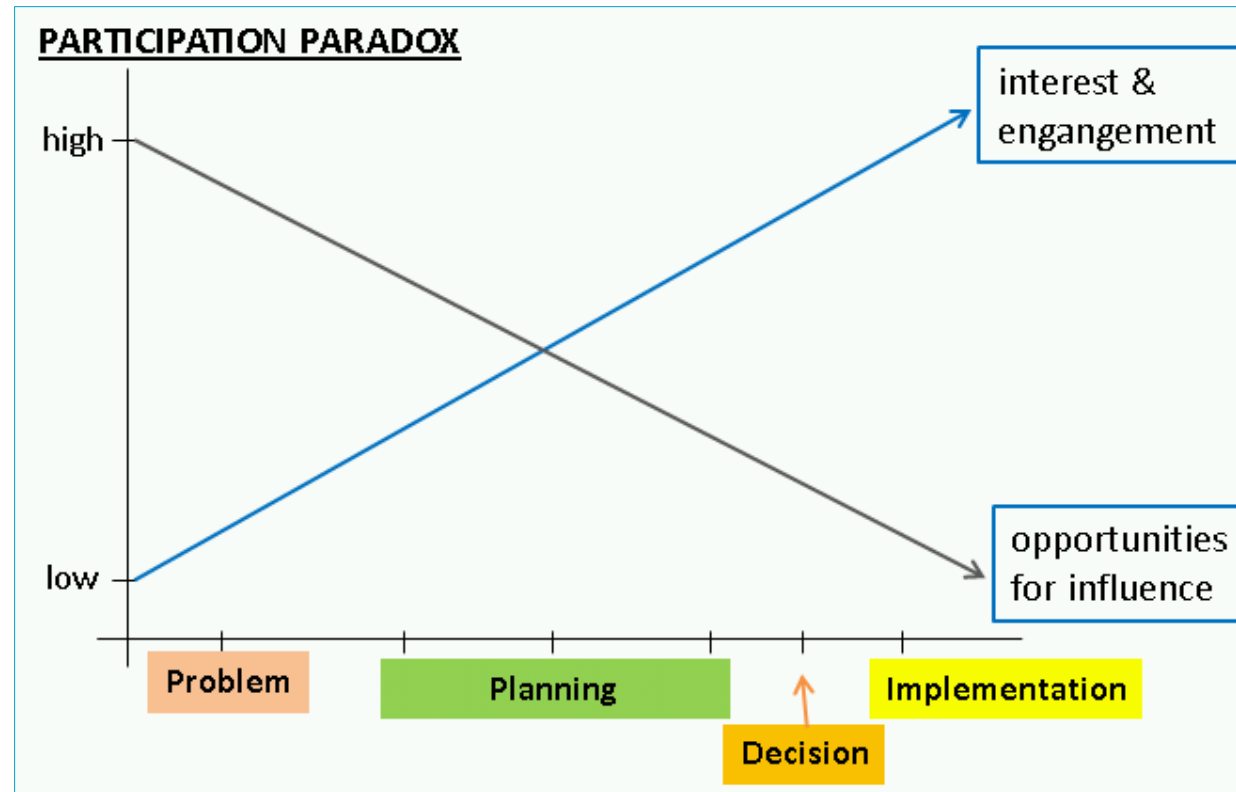 PARTICIPATION PARADOX
interest &
engangement
high
low
opportunities
for influence
Problem
Planning
Implementation
Decision